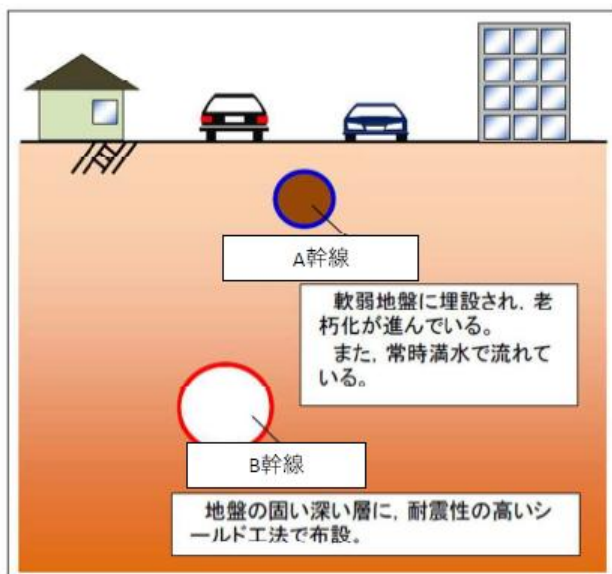 A幹線
軟弱地盤に埋設され，老
朽化が進んでいる。
また，常時満水で流れて
いる。
B幹線
地盤の固い深い層に，耐震性の高いシ
ールド工法で布設。